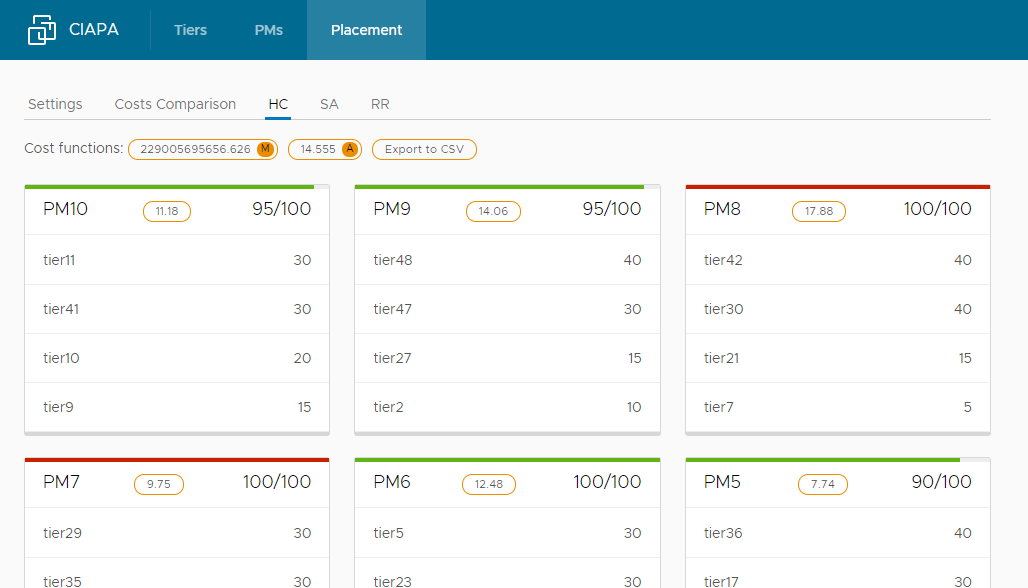 CIAPA Tiers PMs Placement
Settings Costs Comparison HC SA RR
Cost functions: 229005695656.626 M 14.555 A Export to CSV
PM10 11.18 95/100
tier11 30
tier41 30
tier10 20
tier9 15
PM9 14.06 95/100
tier48 40
tier47 30
tier27 15
tier2 10
PM8 17.88 100/100
tier42 40
tier30 40
tier21 15
tier7 5
PM7 9.75 100/100
tier29 30
tier35 30
PM6 12.48 100/100
tier5 30
tier23 30
PM5 7.74 90/100
tier36 40
tier17 30